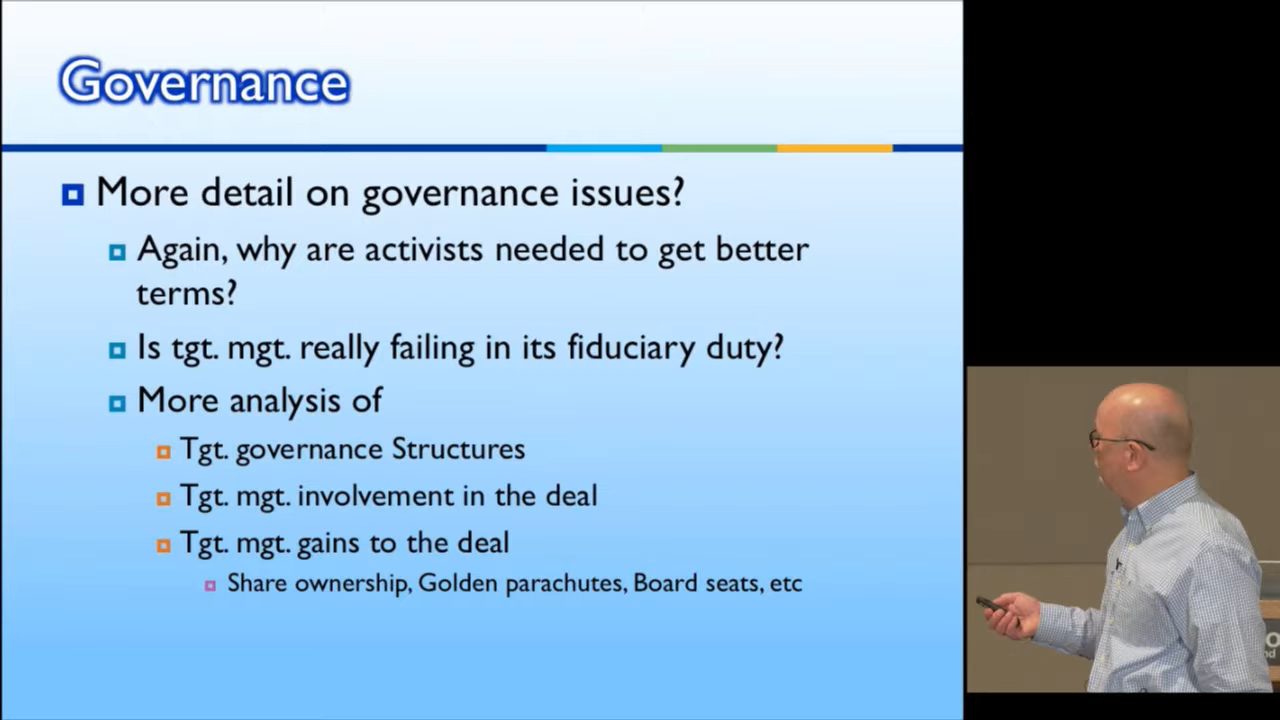 Governance
More detail on governance issues?
Again, why are activists needed to get better
terms?
Is tgt. mgt. really failing in its fiduciary duty?
More analysis of
Tgt. governance Structures
Tgt. mgt. involvement in the deal
Tgt. mgt. gains to the deal
Share ownership, Golden parachutes, Board seats, etc